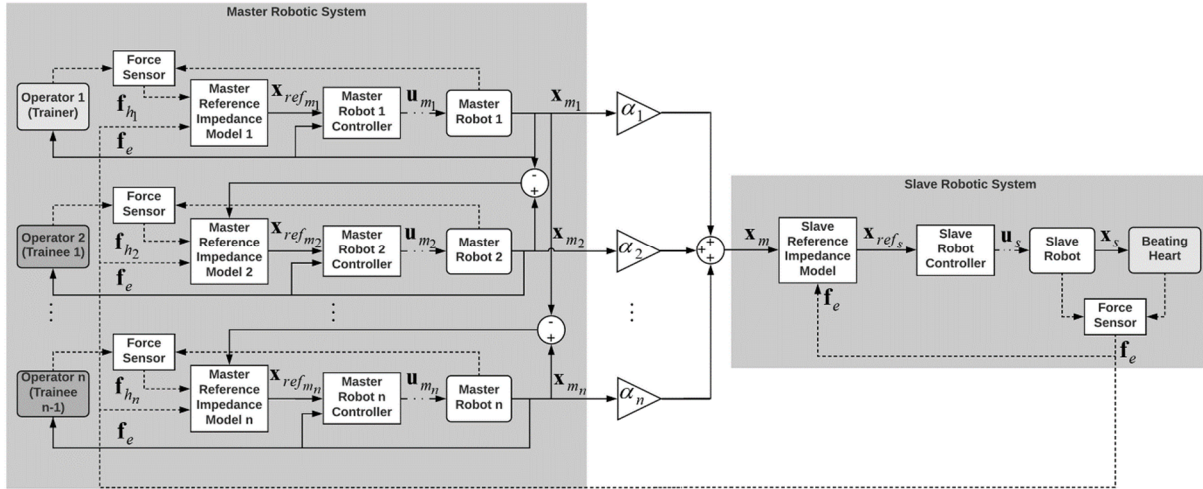 Master Robotic System
Force
Sensor
Operator 1
(Trainer)
f_h1
f_e
Master
Reference
Impedance
Model 1
x_ref_m1
Master
Robot 1
Controller
u_m1
Master
Robot 1
x_m1
α1
-
+
Force
Sensor
Operator 2
(Trainee 1)
f_h2
f_e
Master
Reference
Impedance
Model 2
x_ref_m2
Master
Robot 2
Controller
u_m2
Master
Robot 2
x_m2
α2
-
+
Force
Sensor
Operator n
(Trainee
n-1)
f_hn
f_e
Master
Reference
Impedance
Model n
x_ref_mn
Master
Robot n
Controller
u_mn
Master
Robot n
x_mn
αn
+
+ +
+
x_m
Slave Robotic System
Slave
Reference
Impedance
Model
f_e
x_ref_s
Slave
Robot
Controller
u_s
Slave
Robot
x_s
Beating
Heart
Force
Sensor
f_e